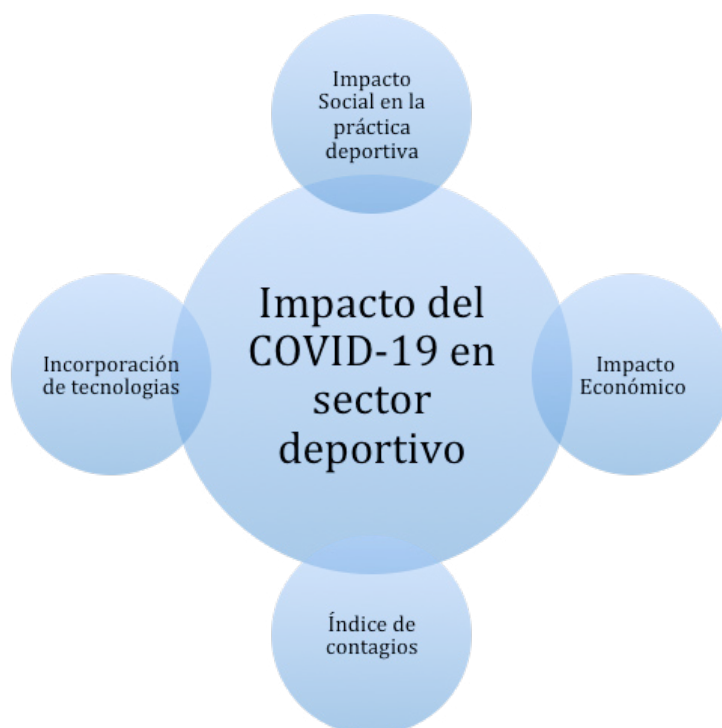 Impacto
Social en la
práctica
deportiva
Impacto del
COVID-19 en
sector
deportivo
Incorporación
de tecnologias
Impacto
Económico
Índice de
contagios